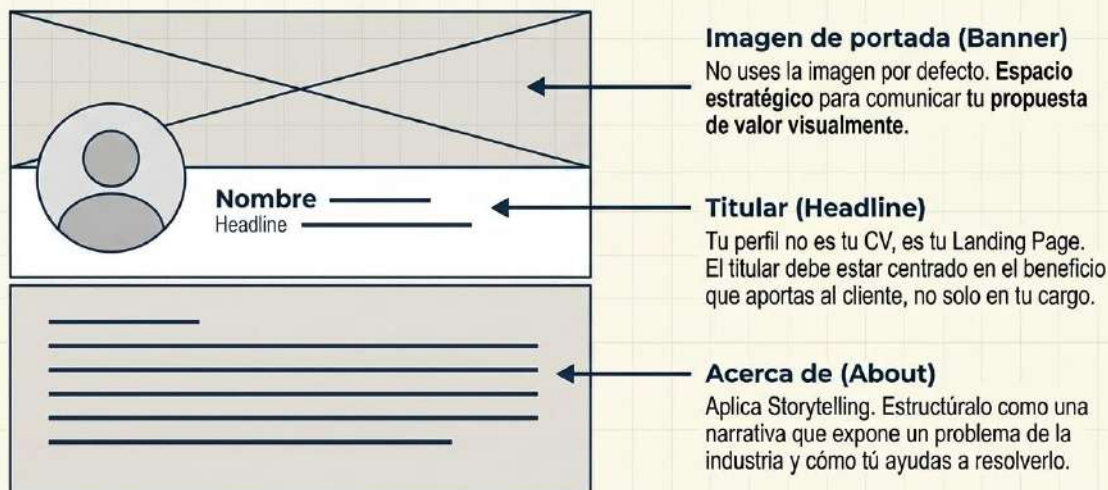 Imagen de portada (Banner)
No uses la imagen por defecto. Espacio
estratégico para comunicar tu propuesta
de valor visualmente.
Nombre
Headline
Titular (Headline)
Tu perfil no es tu CV, es tu Landing Page.
El titular debe estar centrado en el beneficio
que aportas al cliente, no solo en tu cargo.
Acerca de (About)
Aplica Storytelling. Estructúralo como una
narrativa que expone un problema de la
industria y cómo tú ayudas a resolverlo.